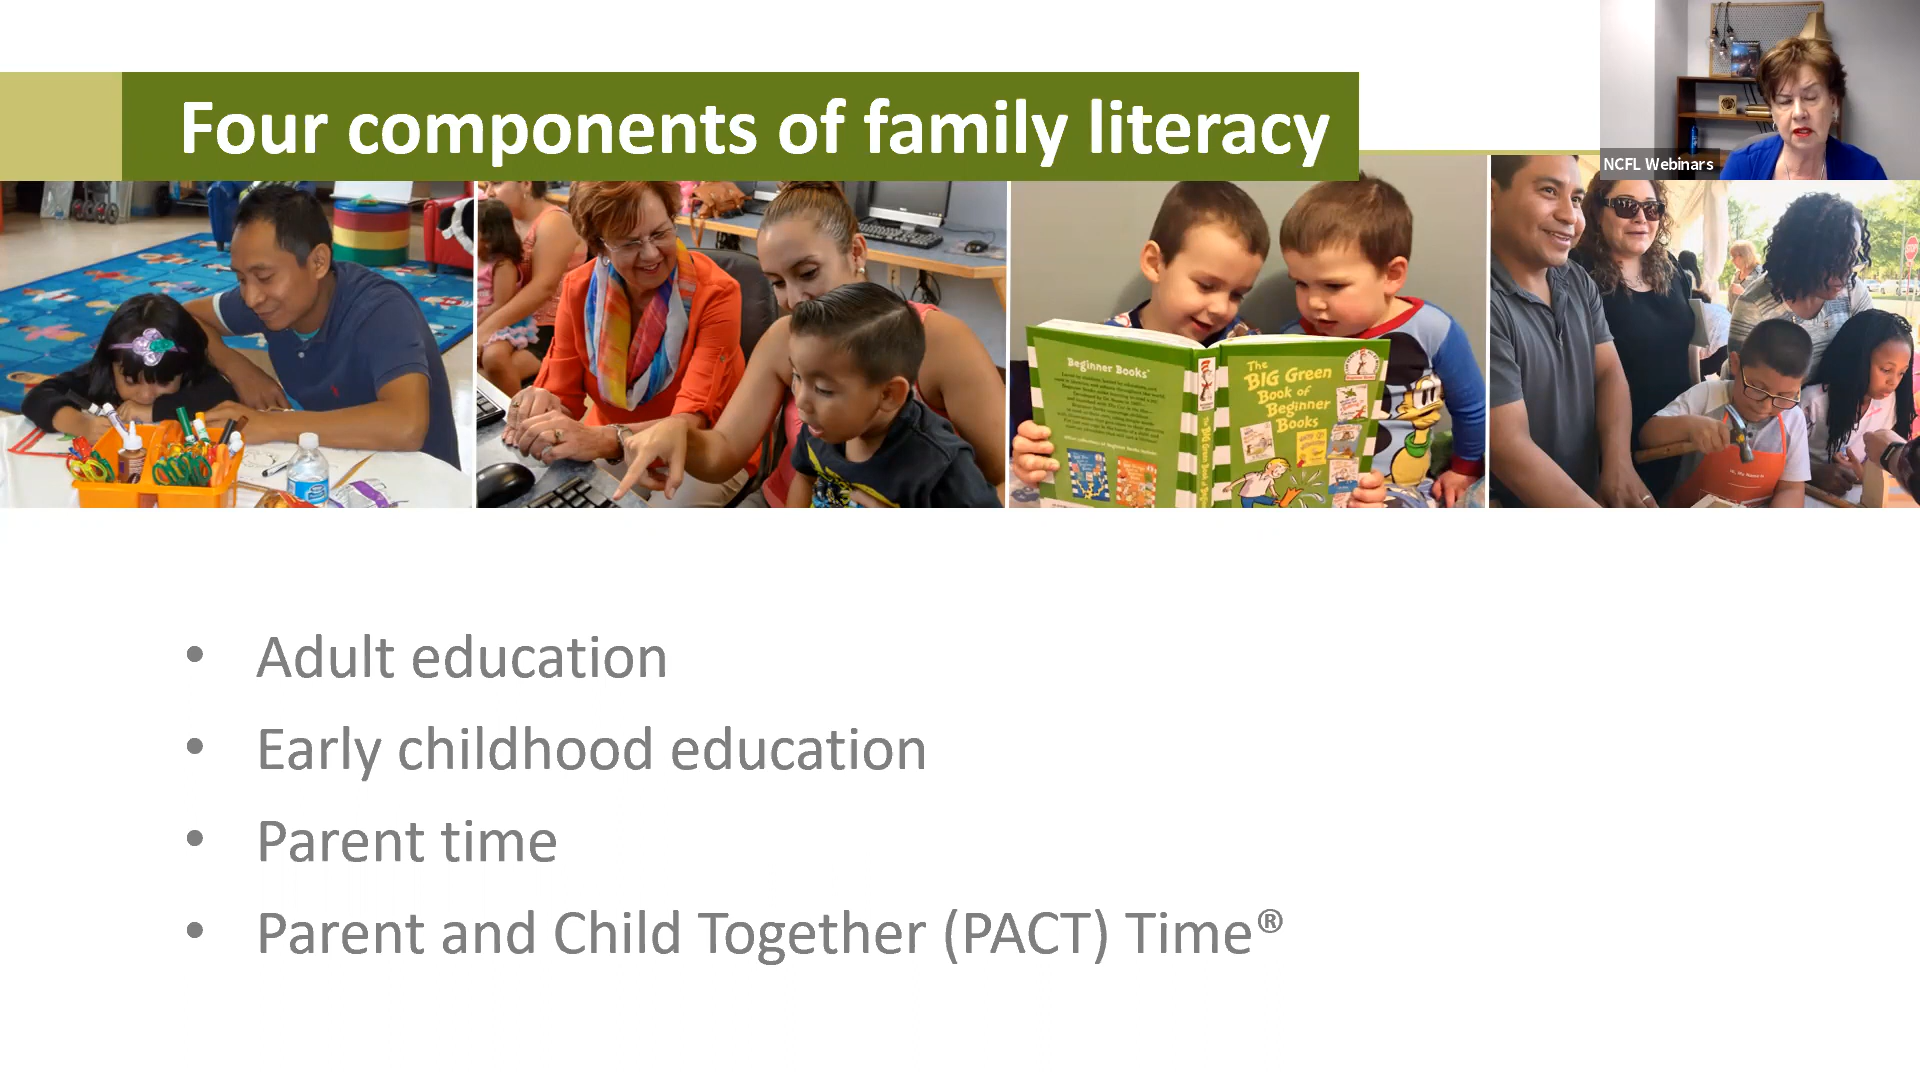 Four components of family literacy
NCFL Webinars
Beginner Books
The
BIG Green
Book of
Beginner
Books
• Adult education
• Early childhood education
• Parent time
• Parent and Child Together (PACT) Time®